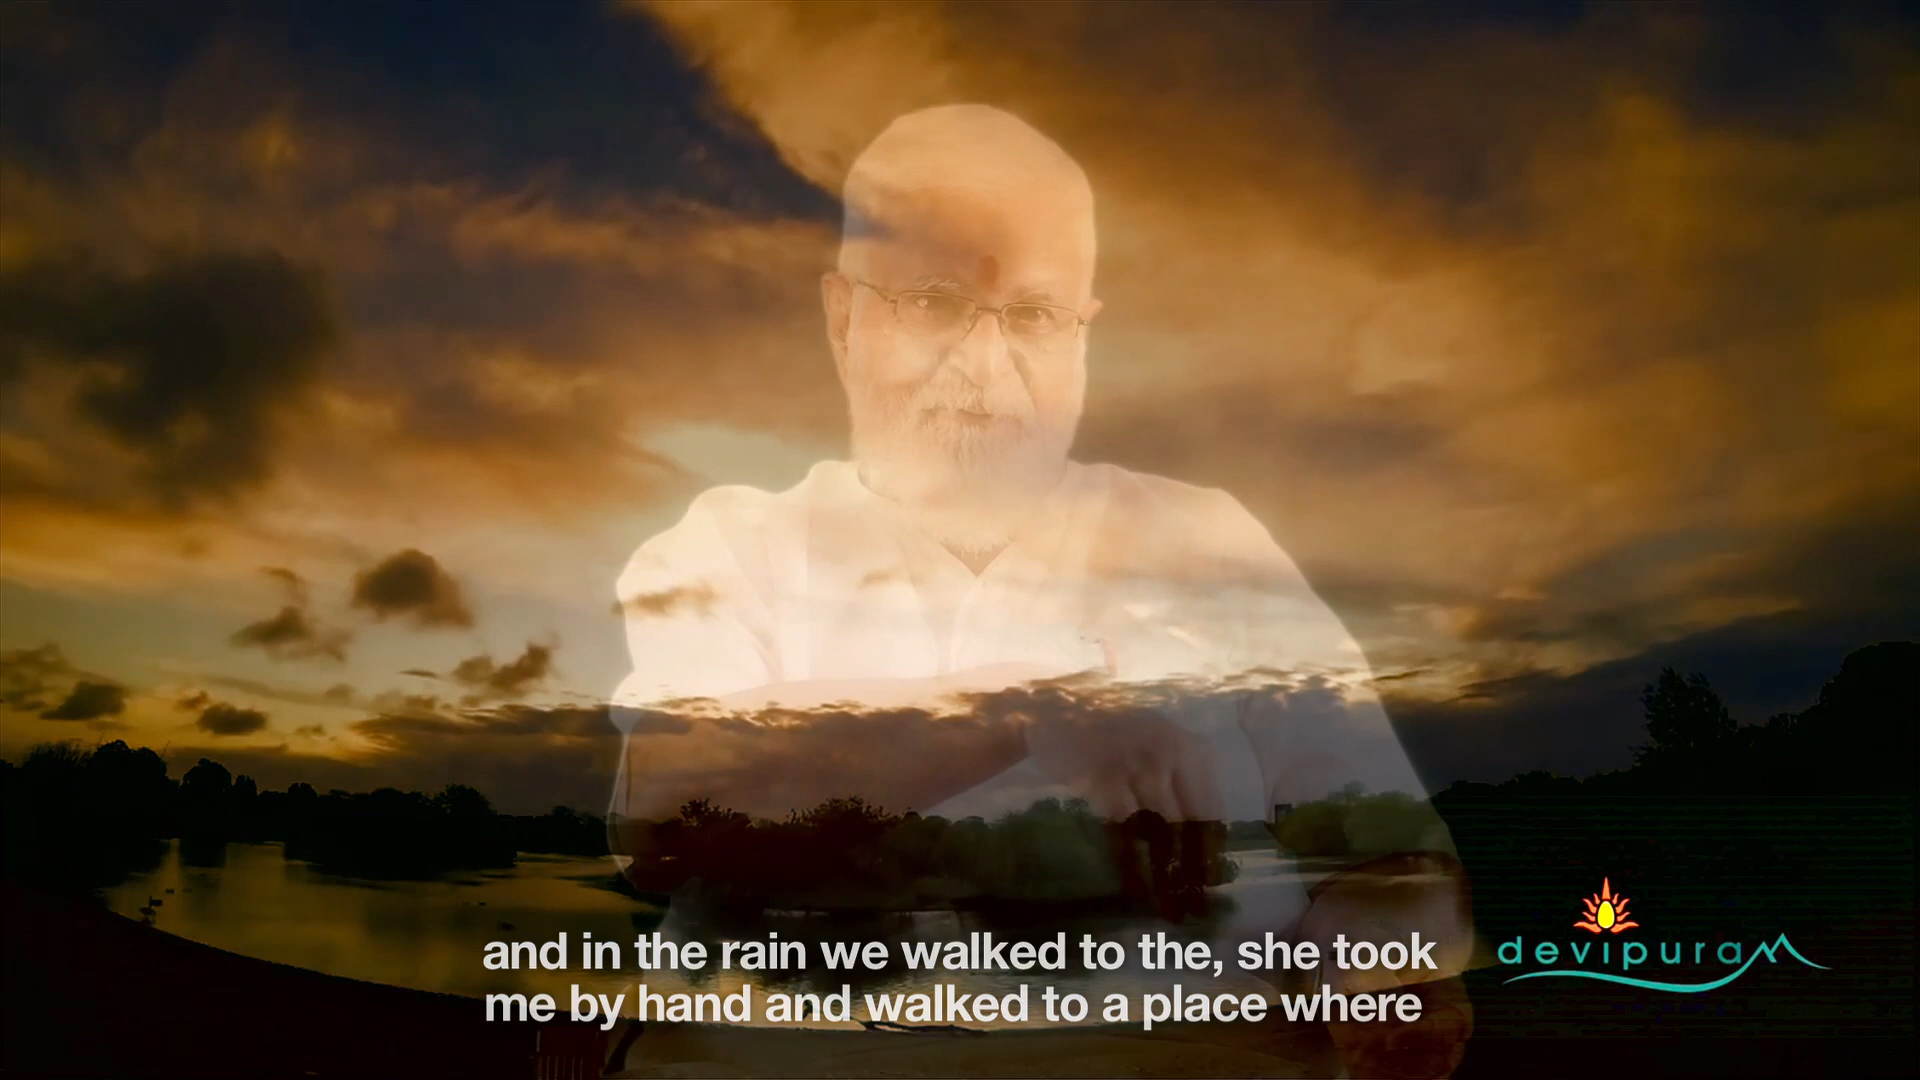 and in the rain we walked to the, she took
me by hand and walked to a place where
devipuram